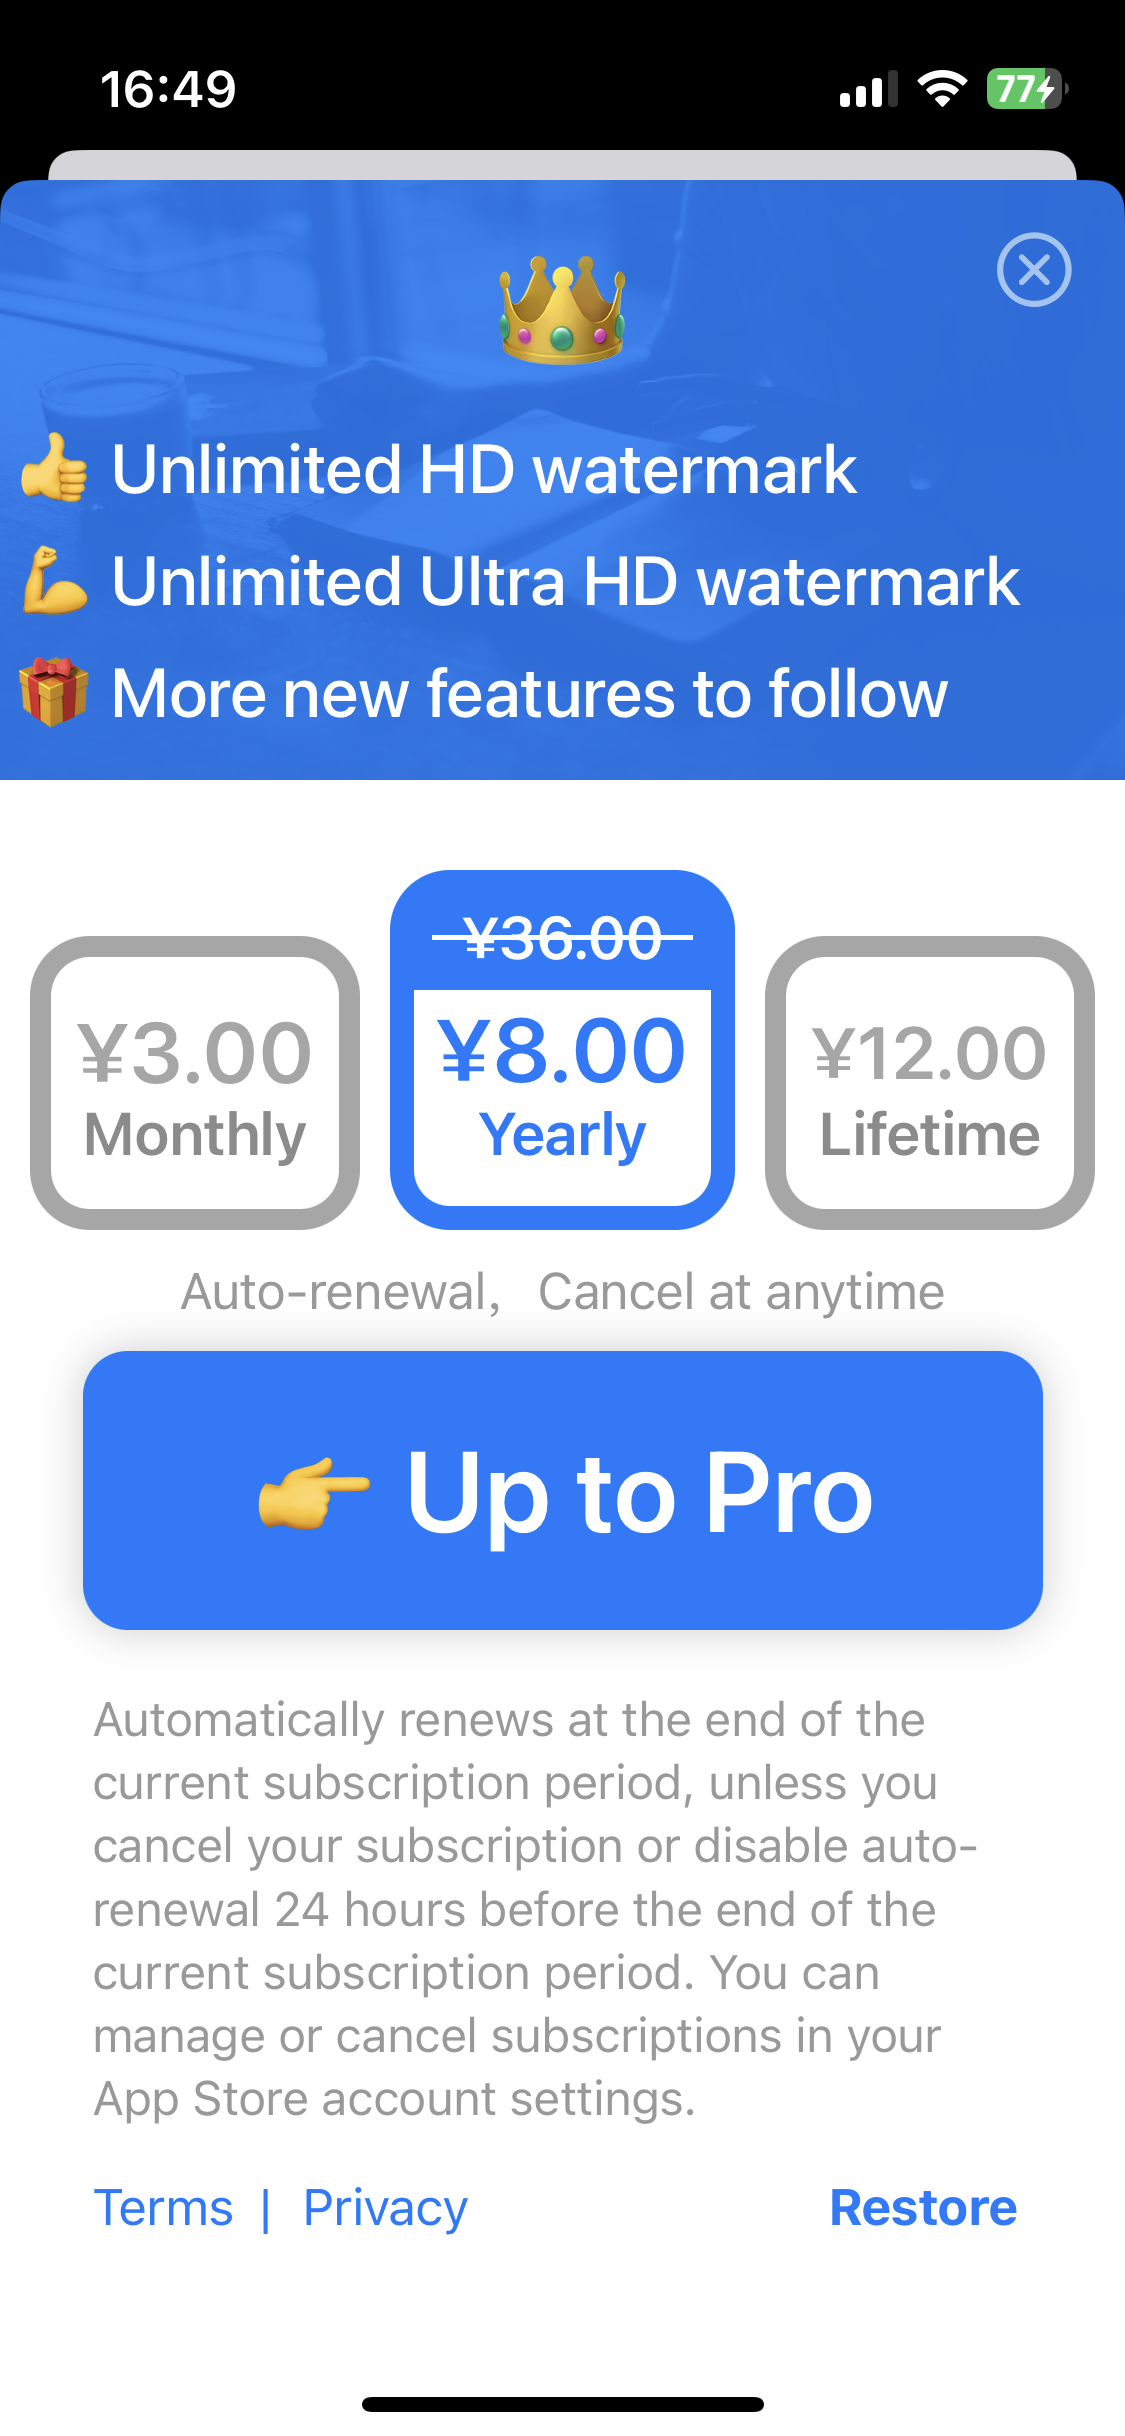 16:49
77
Unlimited HD watermark
Unlimited Ultra HD watermark
More new features to follow
¥36.00
¥3.00
Monthly
¥8.00
Yearly
¥12.00
Lifetime
Auto-renewal， Cancel at anytime
👉 Up to Pro
Automatically renews at the end of the
current subscription period, unless you
cancel your subscription or disable auto-
renewal 24 hours before the end of the
current subscription period. You can
manage or cancel subscriptions in your
App Store account settings.
Terms | Privacy
Restore